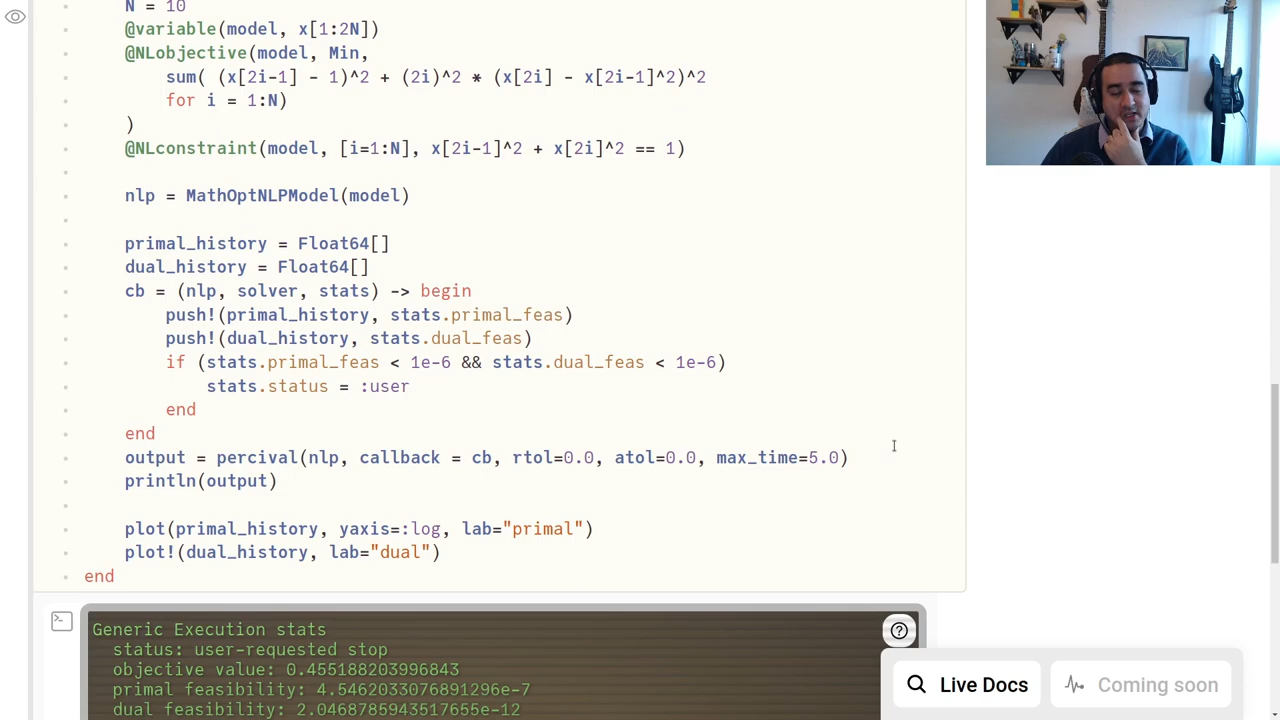 N = 10
@variable(model, x[1:2N])
@NLobjective(model, Min,
sum( (x[2i-1] - 1)^2 + (2i)^2 * (x[2i] - x[2i-1]^2)^2
for i = 1:N)
)
@NLconstraint(model, [i=1:N], x[2i-1]^2 + x[2i]^2 == 1)
nlp = MathOptNLPModel(model)
primal_history = Float64[]
dual_history = Float64[]
cb = (nlp, solver, stats) -> begin
push!(primal_history, stats.primal_feas)
push!(dual_history, stats.dual_feas)
if (stats.primal_feas < 1e-6 && stats.dual_feas < 1e-6)
stats.status = :user
end
end
output = percival(nlp, callback = cb, rtol=0.0, atol=0.0, max_time=5.0)
println(output)
plot(primal_history, yaxis=:log, lab="primal")
plot!(dual_history, lab="dual")
end
Generic Execution stats
status: user-requested stop
objective value: 0.455188203996843
primal feasibility: 4.5462033076891296e-7
dual feasibility: 2.0468785943517655e-12
Live Docs
Coming soon